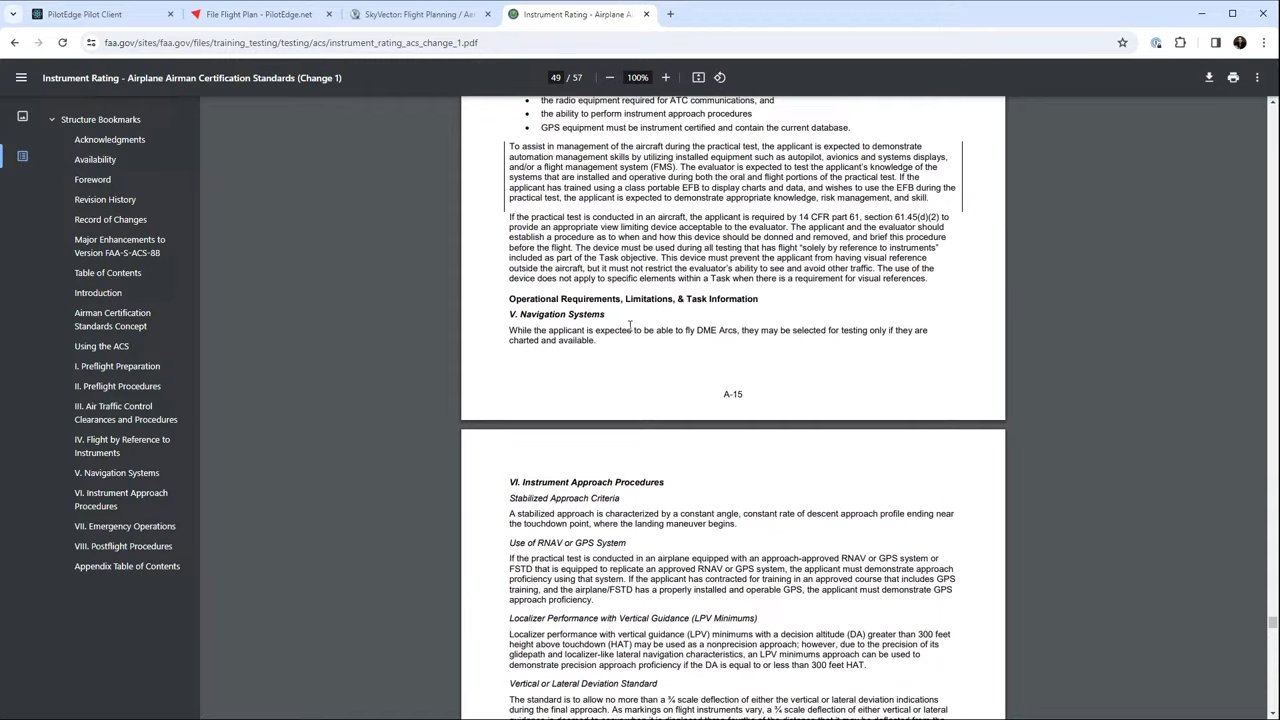 PilotEdge Pilot Client
File Flight Plan - PilotEdge.net
SkyVector: Flight Planning / Aer
Instrument Rating - Airplane Ai
faa.gov/sites/faa.gov/files/training_testing/testing/acs/instrument_rating_acs_change_1.pdf
Instrument Rating - Airplane Airman Certification Standards (Change 1)
49 / 57
100%
Structure Bookmarks
Acknowledgments
Availability
Foreword
Revision History
Record of Changes
Major Enhancements to
Version FAA-S-ACS-8B
Table of Contents
Introduction
Airman Certification
Standards Concept
Using the ACS
I. Preflight Preparation
II. Preflight Procedures
III. Air Traffic Control
Clearances and Procedures
IV. Flight by Reference to
Instruments
V. Navigation Systems
VI. Instrument Approach
Procedures
VII. Emergency Operations
VIII. Postflight Procedures
Appendix Table of Contents
• the radio equipment required for ATC communications, and
• the ability to perform instrument approach procedures
• GPS equipment must be instrument certified and contain the current database.
To assist in management of the aircraft during the practical test, the applicant is expected to demonstrate
automation management skills by utilizing installed equipment such as autopilot, avionics and systems displays,
and/or a flight management system (FMS). The evaluator is expected to test the applicant's knowledge of the
systems that are installed and operative during both the oral and flight portions of the practical test. If the
applicant has trained using a class portable EFB to display charts and data, and wishes to use the EFB during the
practical test, the applicant is expected to demonstrate appropriate knowledge, risk management, and skill.
If the practical test is conducted in an aircraft, the applicant is required by 14 CFR part 61, section 61.45(d)(2) to
provide an appropriate view limiting device acceptable to the evaluator. The applicant and the evaluator should
establish a procedure as to when and how this device should be donned and removed, and brief this procedure
before the flight. The device must be used during all testing that has flight “solely by reference to instruments”
included as part of the Task objective. This device must prevent the applicant from having visual reference
outside the aircraft, but it must not restrict the evaluator's ability to see and avoid other traffic. The use of the
device does not apply to specific elements within a Task when there is a requirement for visual references.
Operational Requirements, Limitations, & Task Information
V. Navigation Systems
While the applicant is expected to be able to fly DME Arcs, they may be selected for testing only if they are
charted and available.
A-15
VI. Instrument Approach Procedures
Stabilized Approach Criteria
A stabilized approach is characterized by a constant angle, constant rate of descent approach profile ending near
the touchdown point, where the landing maneuver begins.
Use of RNAV or GPS System
If the practical test is conducted in an airplane equipped with an approach-approved RNAV or GPS system or
FSTD that is equipped to replicate an approved RNAV or GPS system, the applicant must demonstrate approach
proficiency using that system. If the applicant has contracted for training in an approved course that includes GPS
training, and the airplane/FSTD has a properly installed and operable GPS, the applicant must demonstrate GPS
approach proficiency.
Localizer Performance with Vertical Guidance (LPV Minimums)
Localizer performance with vertical guidance (LPV) minimums with a decision altitude (DA) greater than 300 feet
height above touchdown (HAT) may be used as a nonprecision approach; however, due to the precision of its
glidepath and localizer-like lateral navigation characteristics, an LPV minimums approach can be used to
demonstrate precision approach proficiency if the DA is equal to or less than 300 feet HAT.
Vertical or Lateral Deviation Standard
The standard is to allow no more than a ¾ scale deflection of either the vertical or lateral deviation indications
during the final approach. As markings on flight instruments vary, a ¾ scale deflection of either vertical or lateral